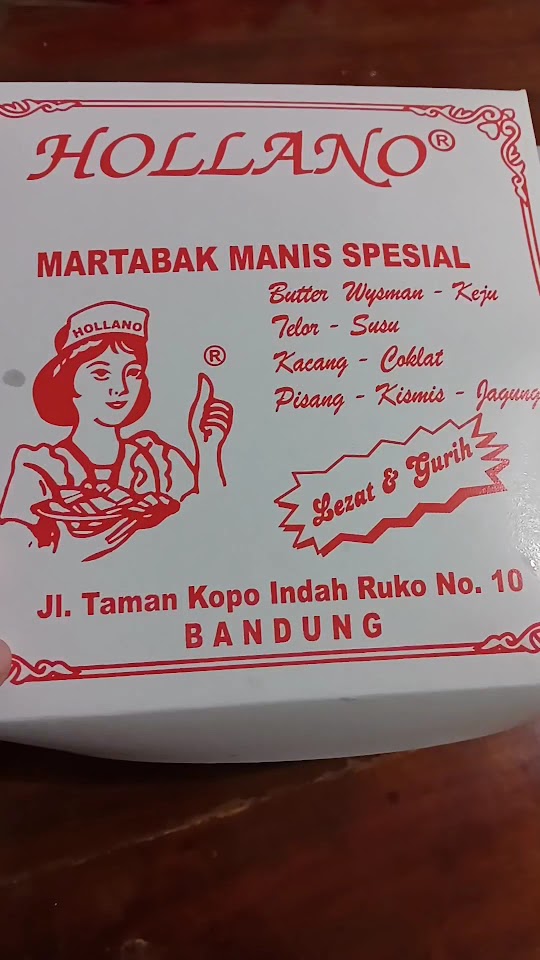 HOLLANO®
MARTABAK MANIS SPESIAL
Butter Wysman - Keju
Telor - Susu
Kacang - Coklat
Pisang - Kismis - Jagung
HOLLANO
®
Lezat & Gurih
Jl. Taman Kopo Indah Ruko No. 10
BANDUNG